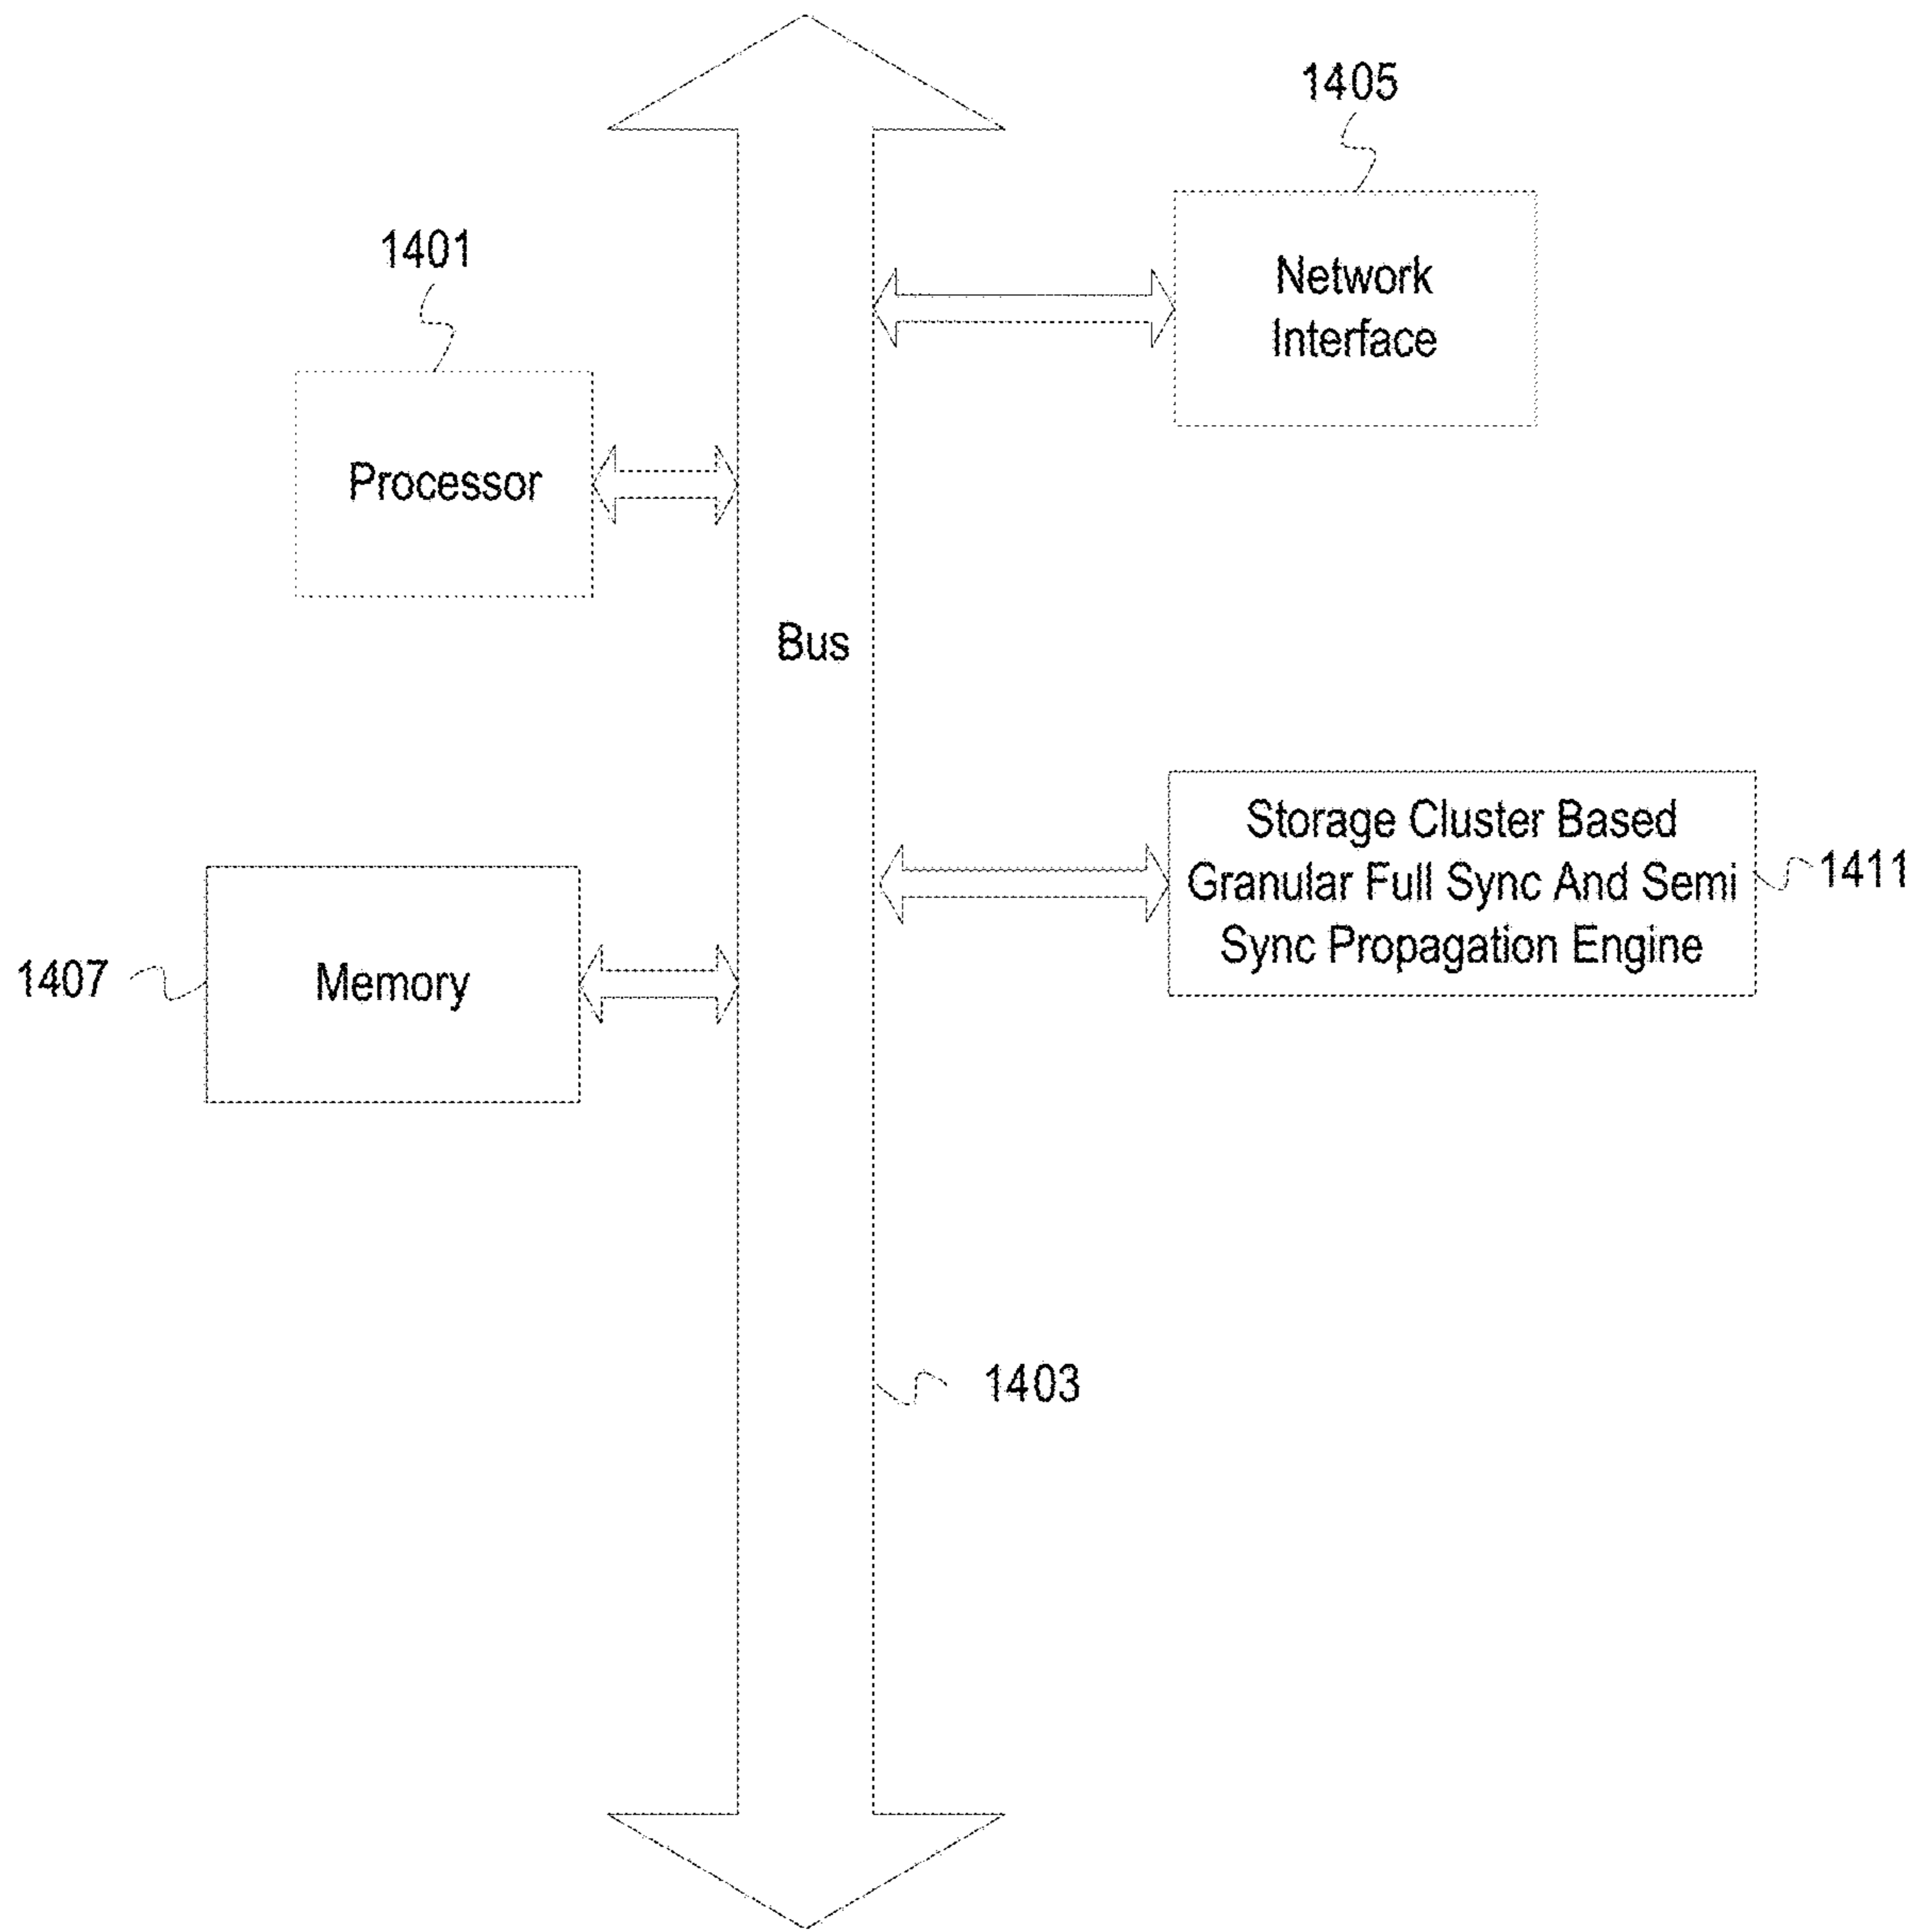 1405
Network
Interface
1401
Processor
Bus
Storage Cluster Based
Granular Full Sync And Semi
Sync Propagation Engine
1411
1407
Memory
1403